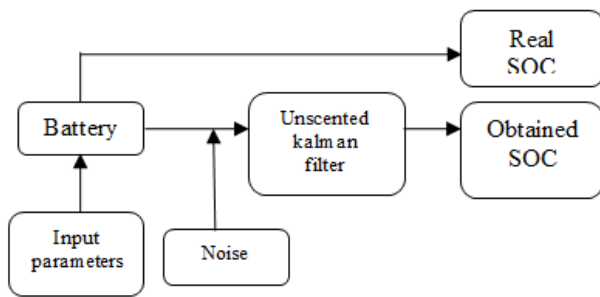 Real
SOC
Battery
Unscented
kalman
filter
Obtained
SOC
Input
parameters
Noise